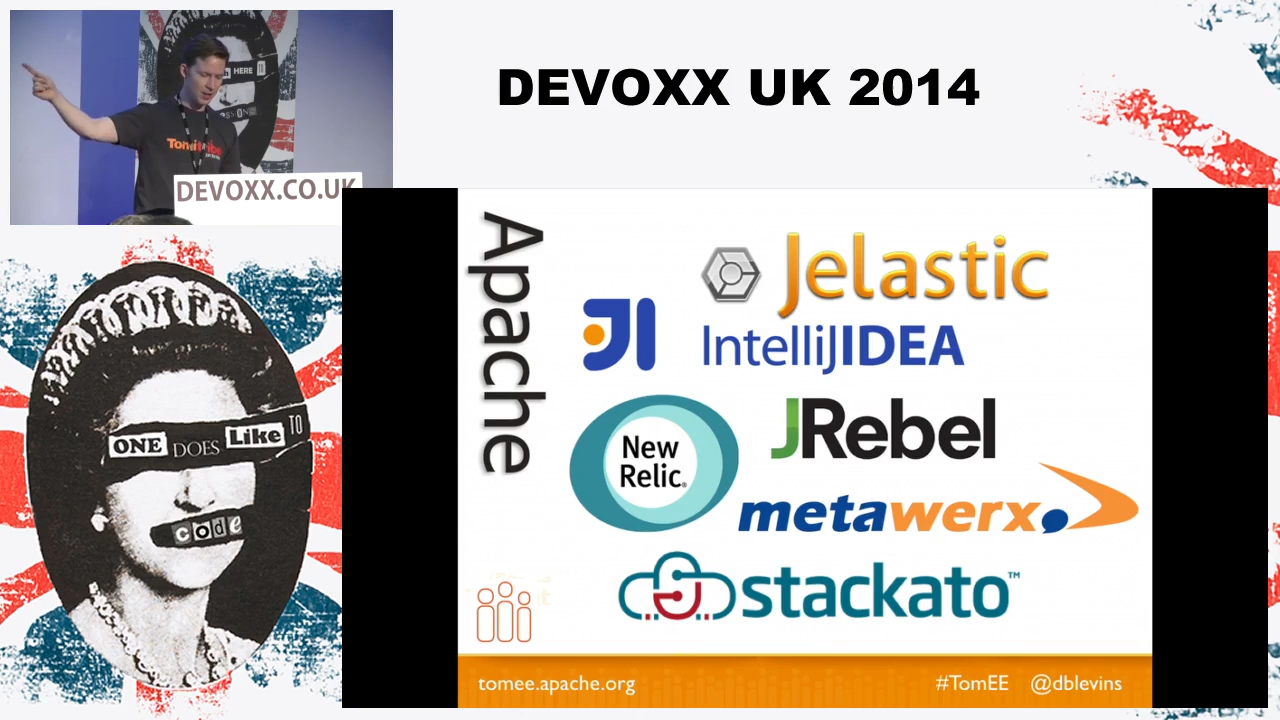 DEVOXX UK 2014
HERE
DEVOXX.CO.UK
ONE DOES Like TO
code
Apache
Jelastic
IntelliJIDEA
New
Relic®
JRebel
metawerx
stackato™
tomee.apache.org
#TomEE @dblevins